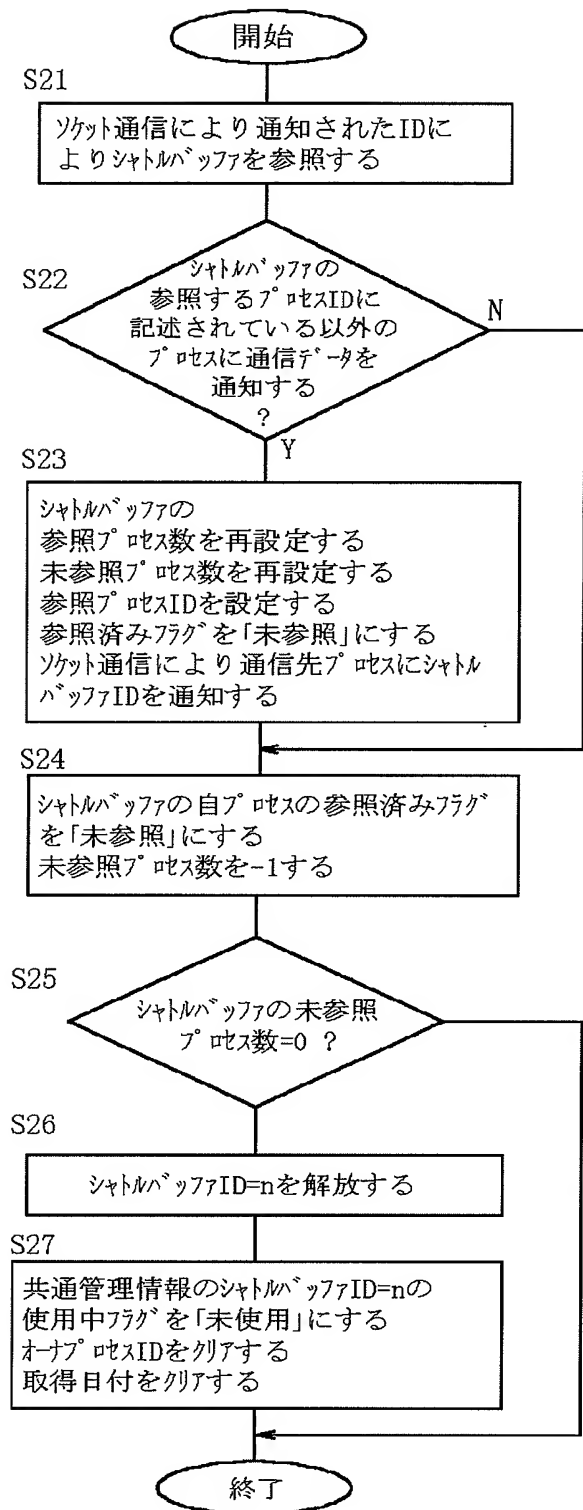 開始
S21
ソケット通信により通知されたIDに
よりシャトルバッファを参照する
S22
シャトルバッファの
参照するプロセスIDに
記述されている以外の
プロセスに通信データを
通知する
?
N
Y
S23
シャトルバッファの
参照プロセス数を再設定する
未参照プロセス数を再設定する
参照プロセスIDを設定する
参照済みフラグを「未参照」にする
ソケット通信により通信先プロセスにシャトル
バッファIDを通知する
S24
シャトルバッファの自プロセスの参照済みフラグ
を「未参照」にする
未参照プロセス数を-1する
S25
シャトルバッファの未参照
プロセス数=0 ?
S26
シャトルバッファID=nを解放する
S27
共通管理情報のシャトルバッファID=nの
使用中フラグを「未使用」にする
オーナプロセスIDをクリアする
取得日付をクリアする
終了